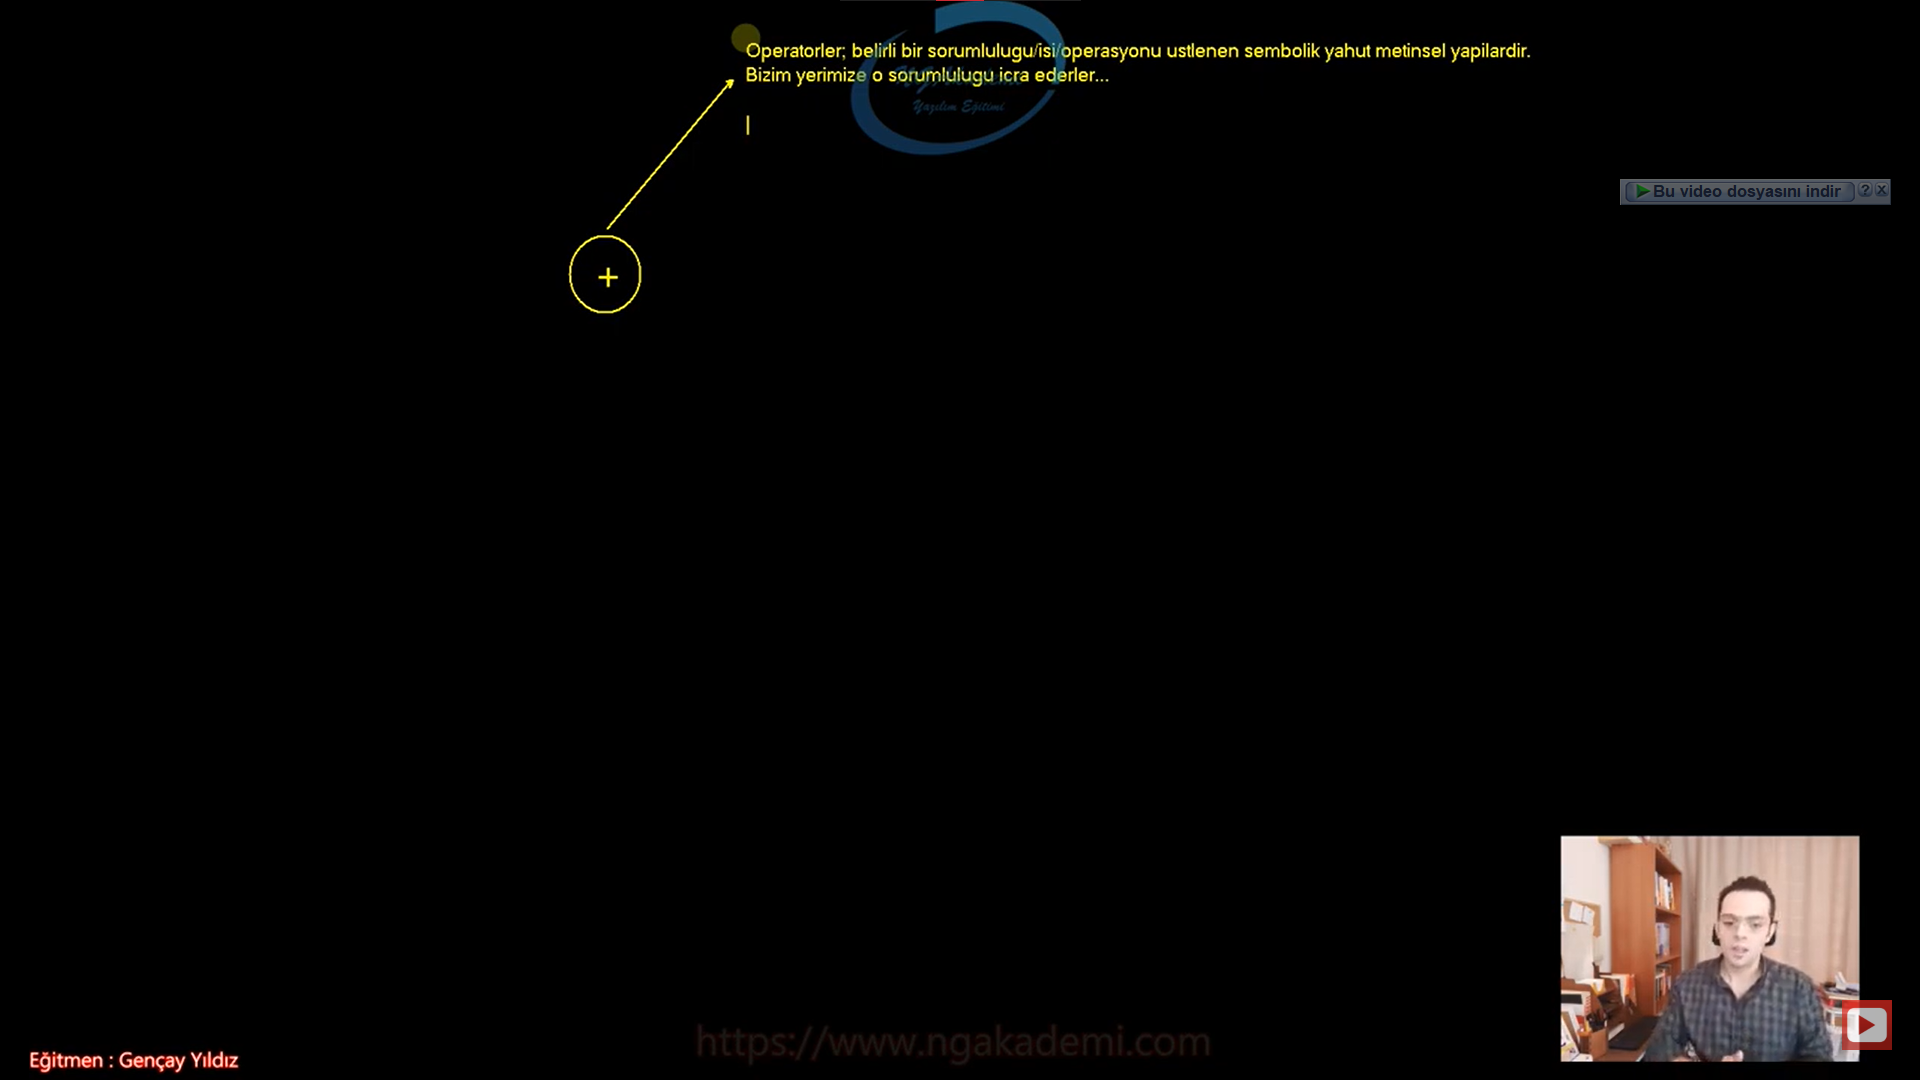 Operatorler; belirli bir sorumlulugu/isi/operasyonu ustlenen sembolik yahut metinsel yapilardir.
Bizim yerimize o sorumlulugu icra ederler...
NGAkademi
Yazılım Eğitimi
Bu video dosyasını indir
?
X
+
https://www.ngakademi.com
Eğitmen : Gençay Yıldız